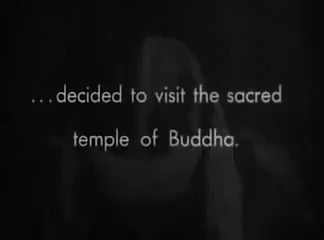 ...decided to visit the sacred
temple of Buddha.